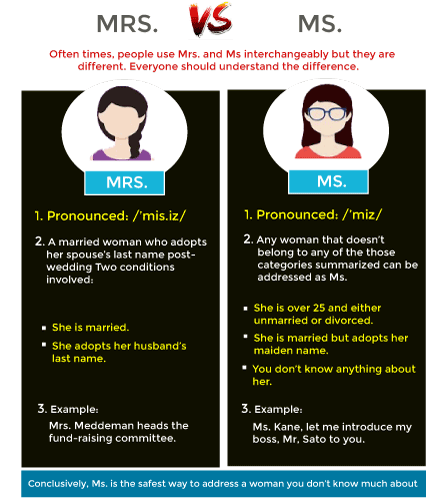 MRS. VS MS.
Often times, people use Mrs. and Ms interchangeably but they are
different. Everyone should understand the difference.
MRS.
1. Pronounced: /'mis.iz/
2. A married woman who adopts
her spouse's last name post-
wedding Two conditions
involved:
She is married.
She adopts her husband's
last name.
3. Example:
Mrs. Meddeman heads the
fund-raising committee.
MS.
1. Pronounced: /'miz/
2. Any woman that doesn't
belong to any of the those
categories summarized can be
addressed as Ms.
She is over 25 and either
unmarried or divorced.
She is married but adopts her
maiden name.
You don't know anything about
her.
3. Example:
Ms. Kane, let me introduce my
boss, Mr, Sato to you.
Conclusively, Ms. is the safest way to address a woman you don't know much about